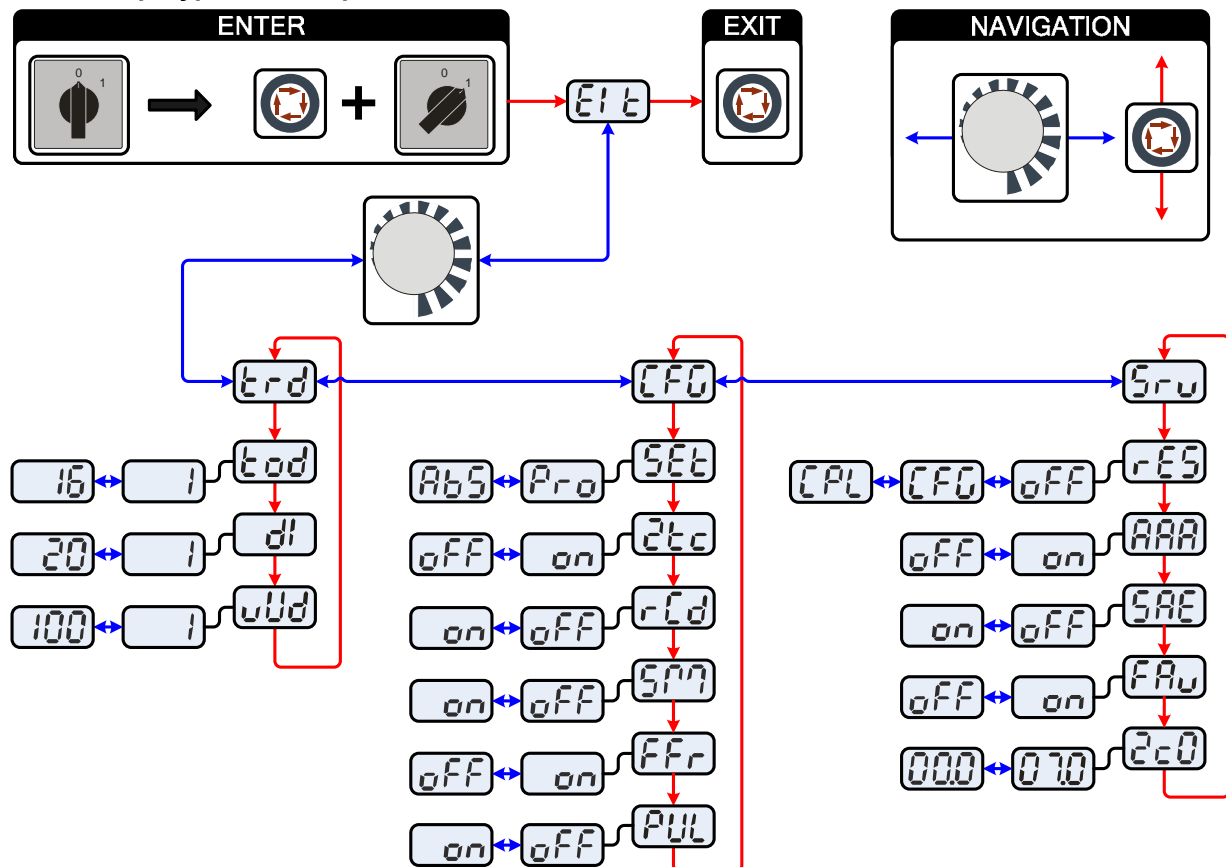 ENTER
EXIT
NAVIGATION
0
1
0
1
EIt
trd
CFG
Srv
tod
16
1
dI
20
1
vUd
100
1
SEt
AbS
Pro
2tc
oFF
on
rCd
on
oFF
SM
on
oFF
FFr
oFF
on
PUL
on
oFF
rES
CPL
CFG
oFF
AAA
oFF
on
SAE
on
oFF
FAv
oFF
on
2c0
00.0
07.0